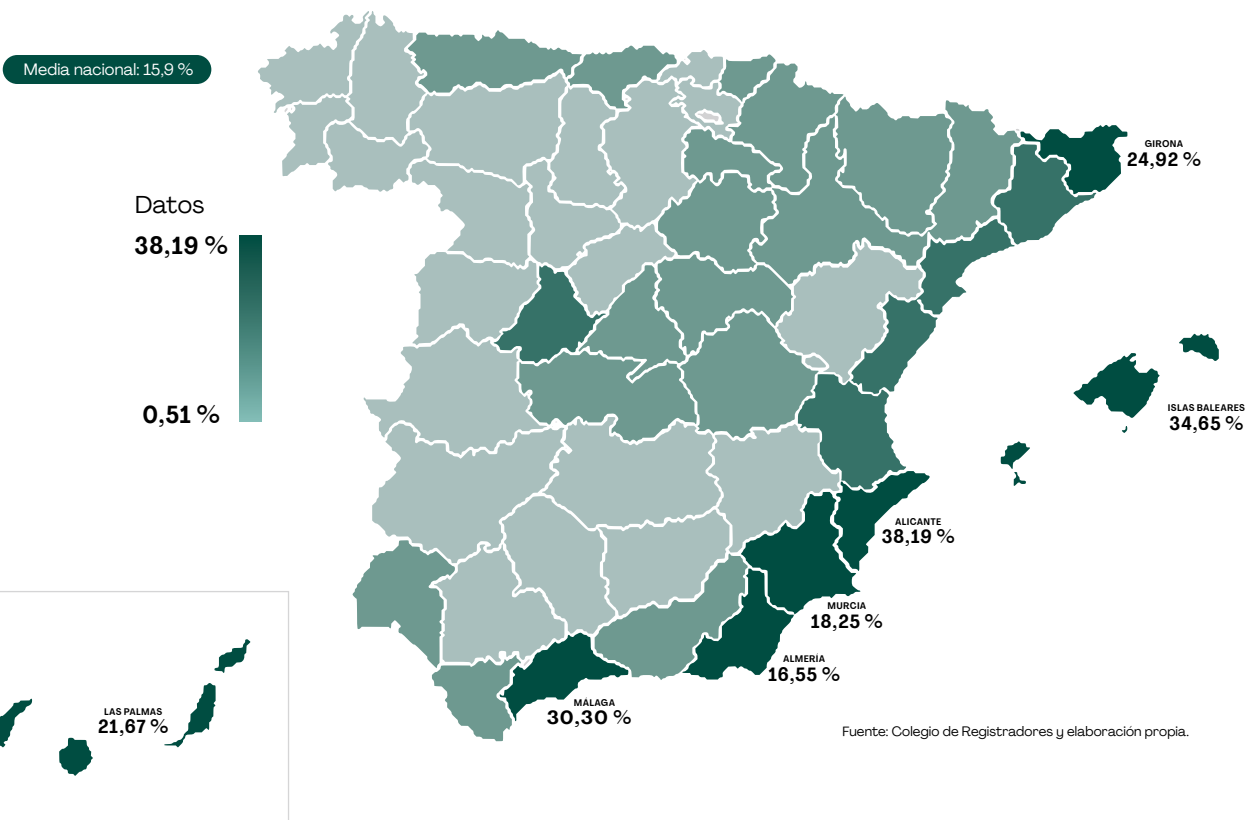 Media nacional: 15,9 %
GIRONA
24,92 %
Datos
38,19 %
0,51 %
ISLAS BALEARES
34,65 %
ALICANTE
38,19 %
MURCIA
18,25 %
ALMERÍA
16,55 %
MÁLAGA
30,30 %
LAS PALMAS
21,67 %
Fuente: Colegio de Registradores y elaboración propia.